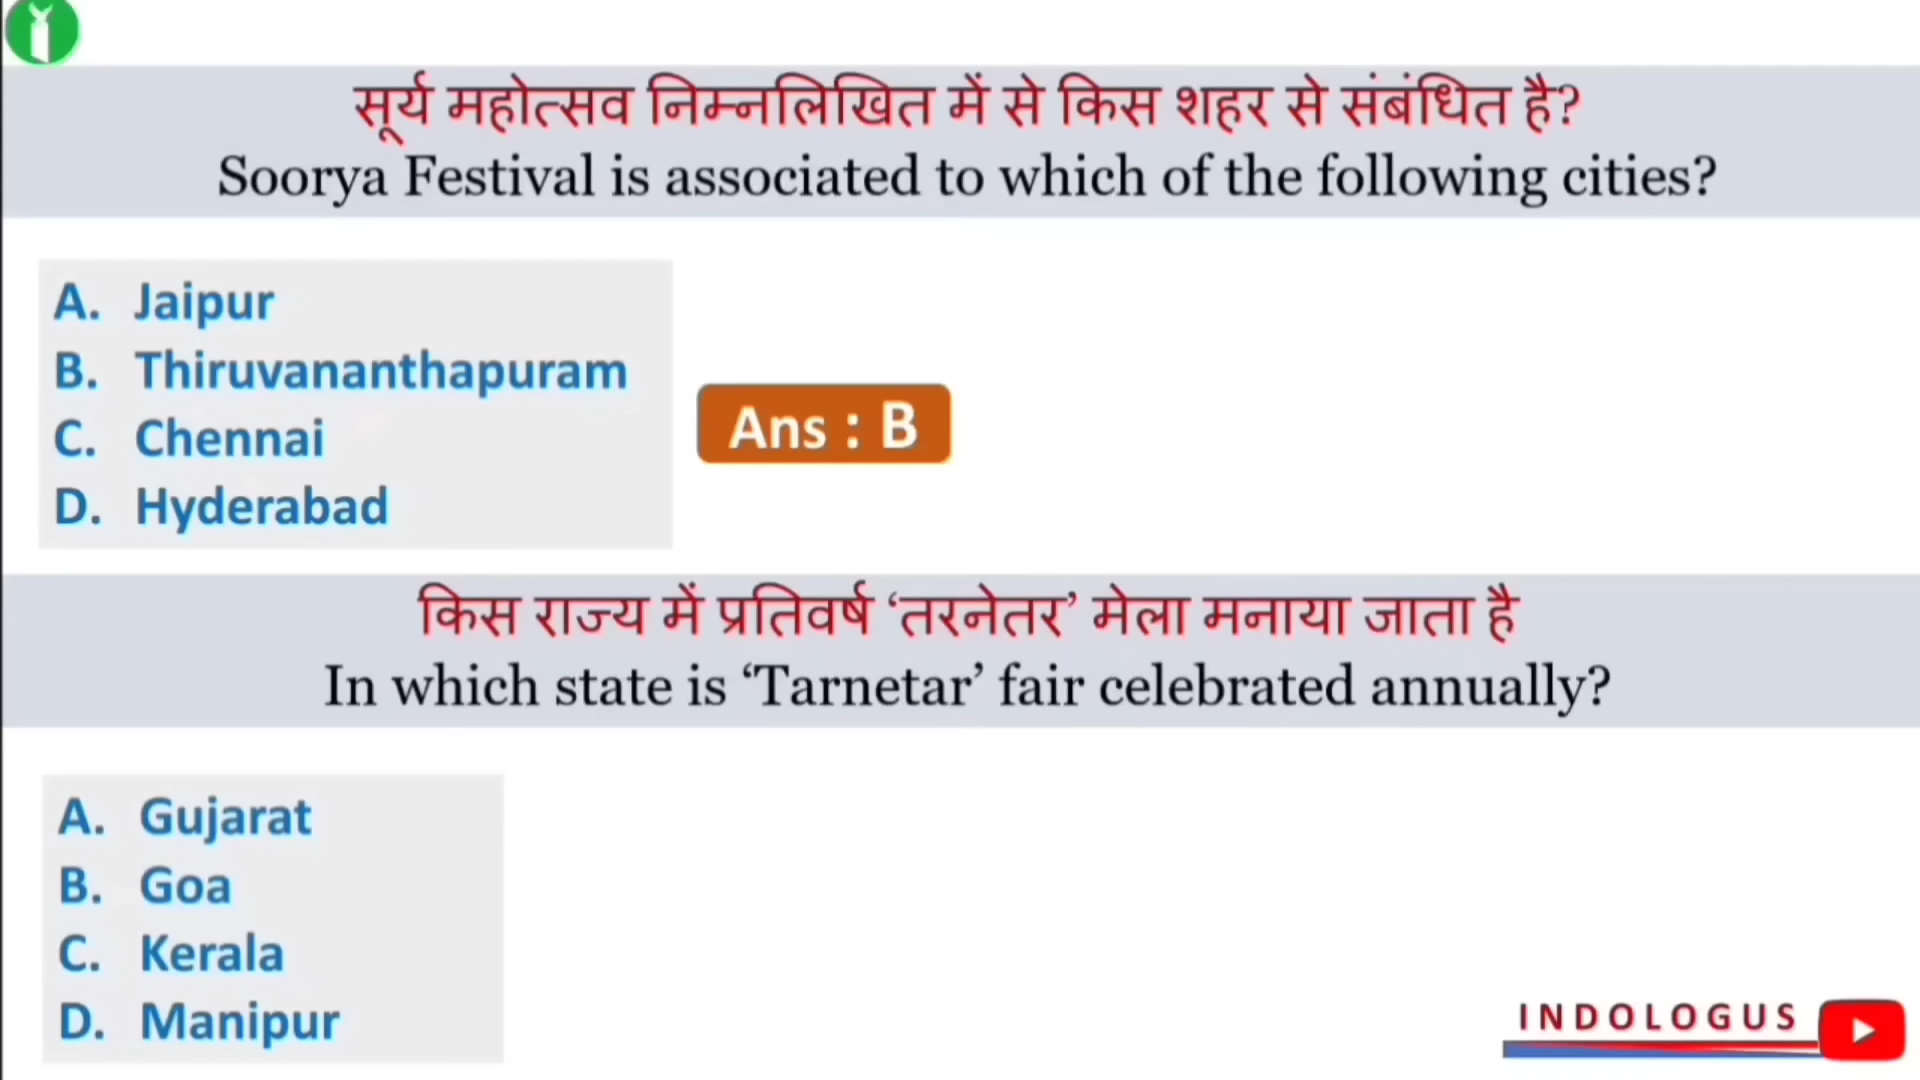 सूर्य महोत्सव निम्नलिखित में से किस शहर से संबंधित है?
Soorya Festival is associated to which of the following cities?
A. Jaipur
B. Thiruvananthapuram
C. Chennai
D. Hyderabad
Ans : B
किस राज्य में प्रतिवर्ष ‘तरनेतर’ मेला मनाया जाता है
In which state is ‘Tarnetar’ fair celebrated annually?
A. Gujarat
B. Goa
C. Kerala
D. Manipur
INDOLOGUS